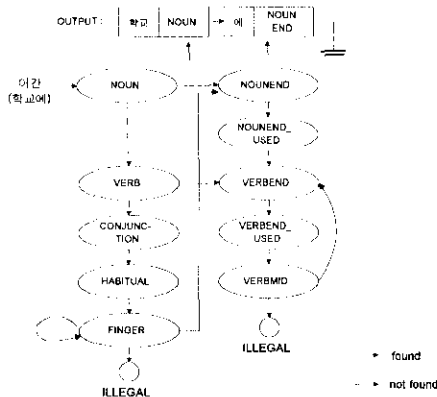 OUTPUT :
학교
NOUN
에
NOUN
END
어간
(학교에)
NOUN
NOUNEND
NOUNEND_
USED
VERB
VERBEND
CONJUNC-
TION
VERBEND_
USED
HABITUAL
VERBMID
FINGER
ILLEGAL
ILLEGAL
found
not found